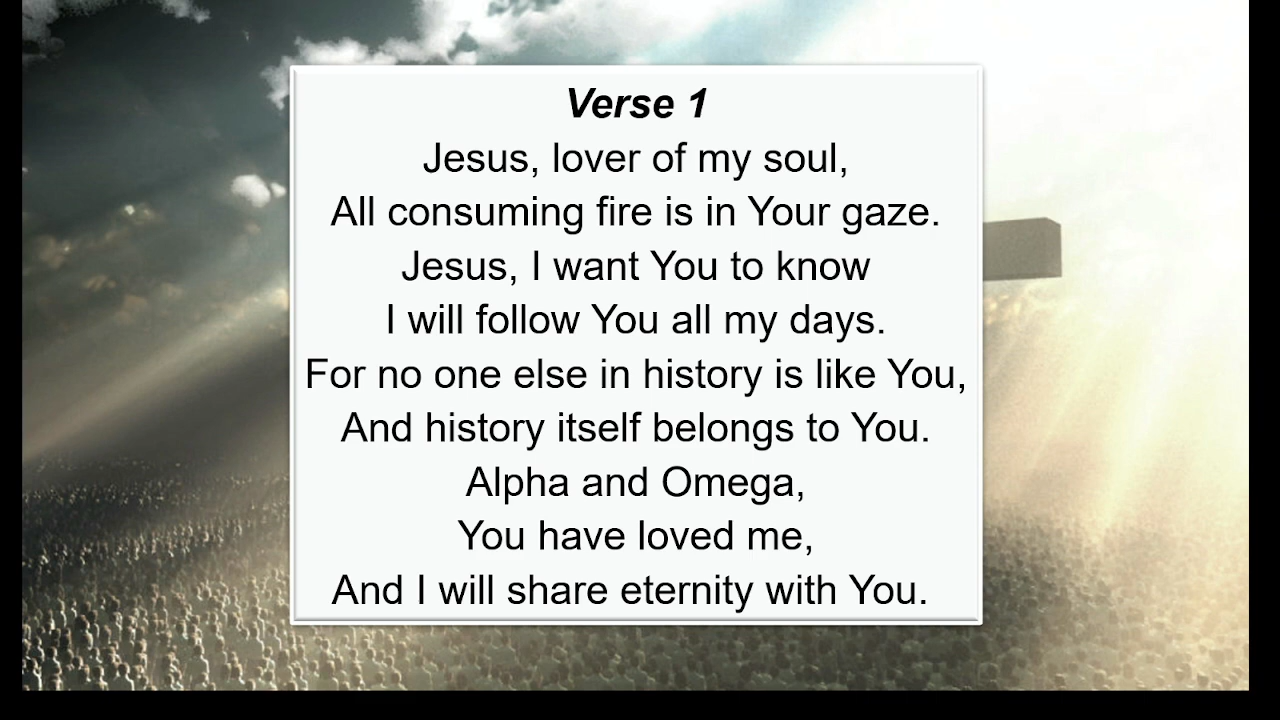 Verse 1
Jesus, lover of my soul,
All consuming fire is in Your gaze.
Jesus, I want You to know
I will follow You all my days.
For no one else in history is like You,
And history itself belongs to You.
Alpha and Omega,
You have loved me,
And I will share eternity with You.